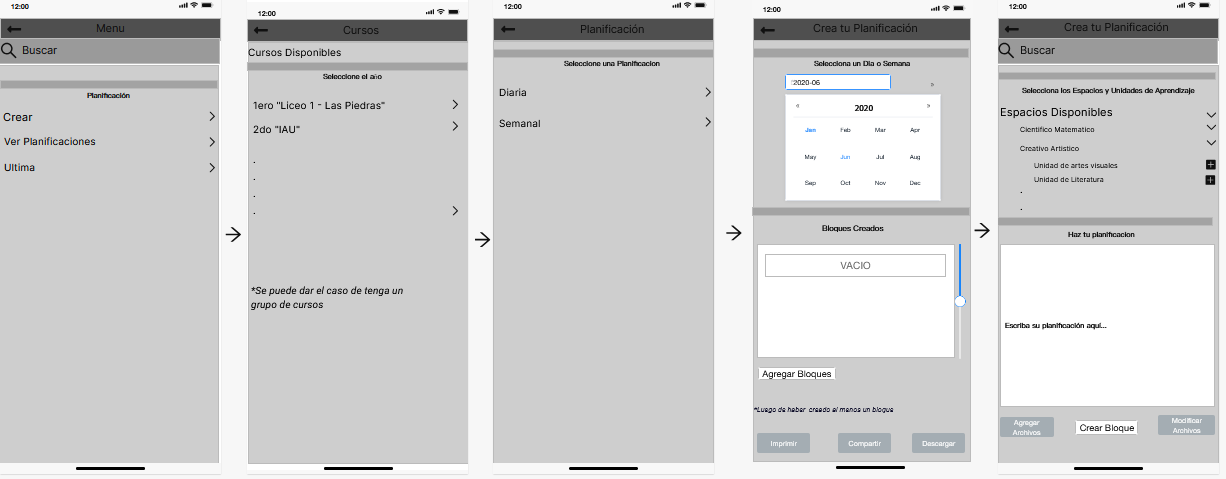 12:00
Menu
Buscar
Planificación
Crear
Ver Planificaciones
Ultima
12:00
Cursos
Cursos Disponibles
Seleccione el año
1ero "Liceo 1 - Las Piedras"
2do "IAU"
.
.
.
.
*Se puede dar el caso de tenga un
grupo de cursos
12:00
Planificación
Seleccione una Planificacion
Diaria
Semanal
12:00
Crea tu Planificación
Selecciona un Dia o Semana
2020-06
»
« 2020 »
Jan Feb Mar Apr
May Jun Jul Aug
Sep Oct Nov Dec
Bloques Creados
VACIO
Agregar Bloques
*Luego de haber creado al menos un bloque
Imprimir Compartir Descargar
12:00
Crea tu Planificación
Buscar
Selecciona los Espacios y Unidades de Aprendizaje
Espacios Disponibles
Cientifico Matematico
Creativo Artistico
Unidad de artes visuales
Unidad de Literatura
.
.
Haz tu planificacion
Escriba su planificación aquí...
Agregar
Archivos
Crear Bloque
Modificar
Archivos